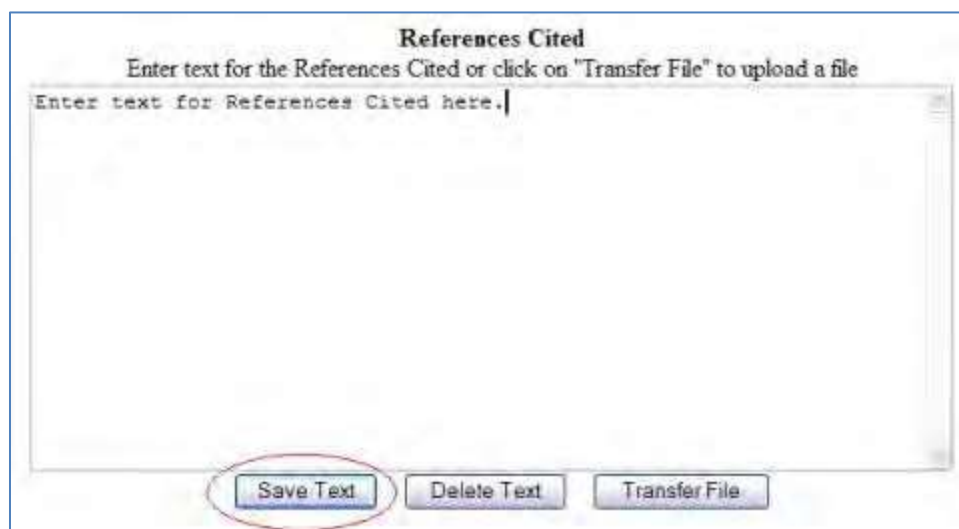 References Cited
Enter text for the References Cited or click on "Transfer File" to upload a file
Enter text for References Cited here.
Save Text Delete Text Transfer File